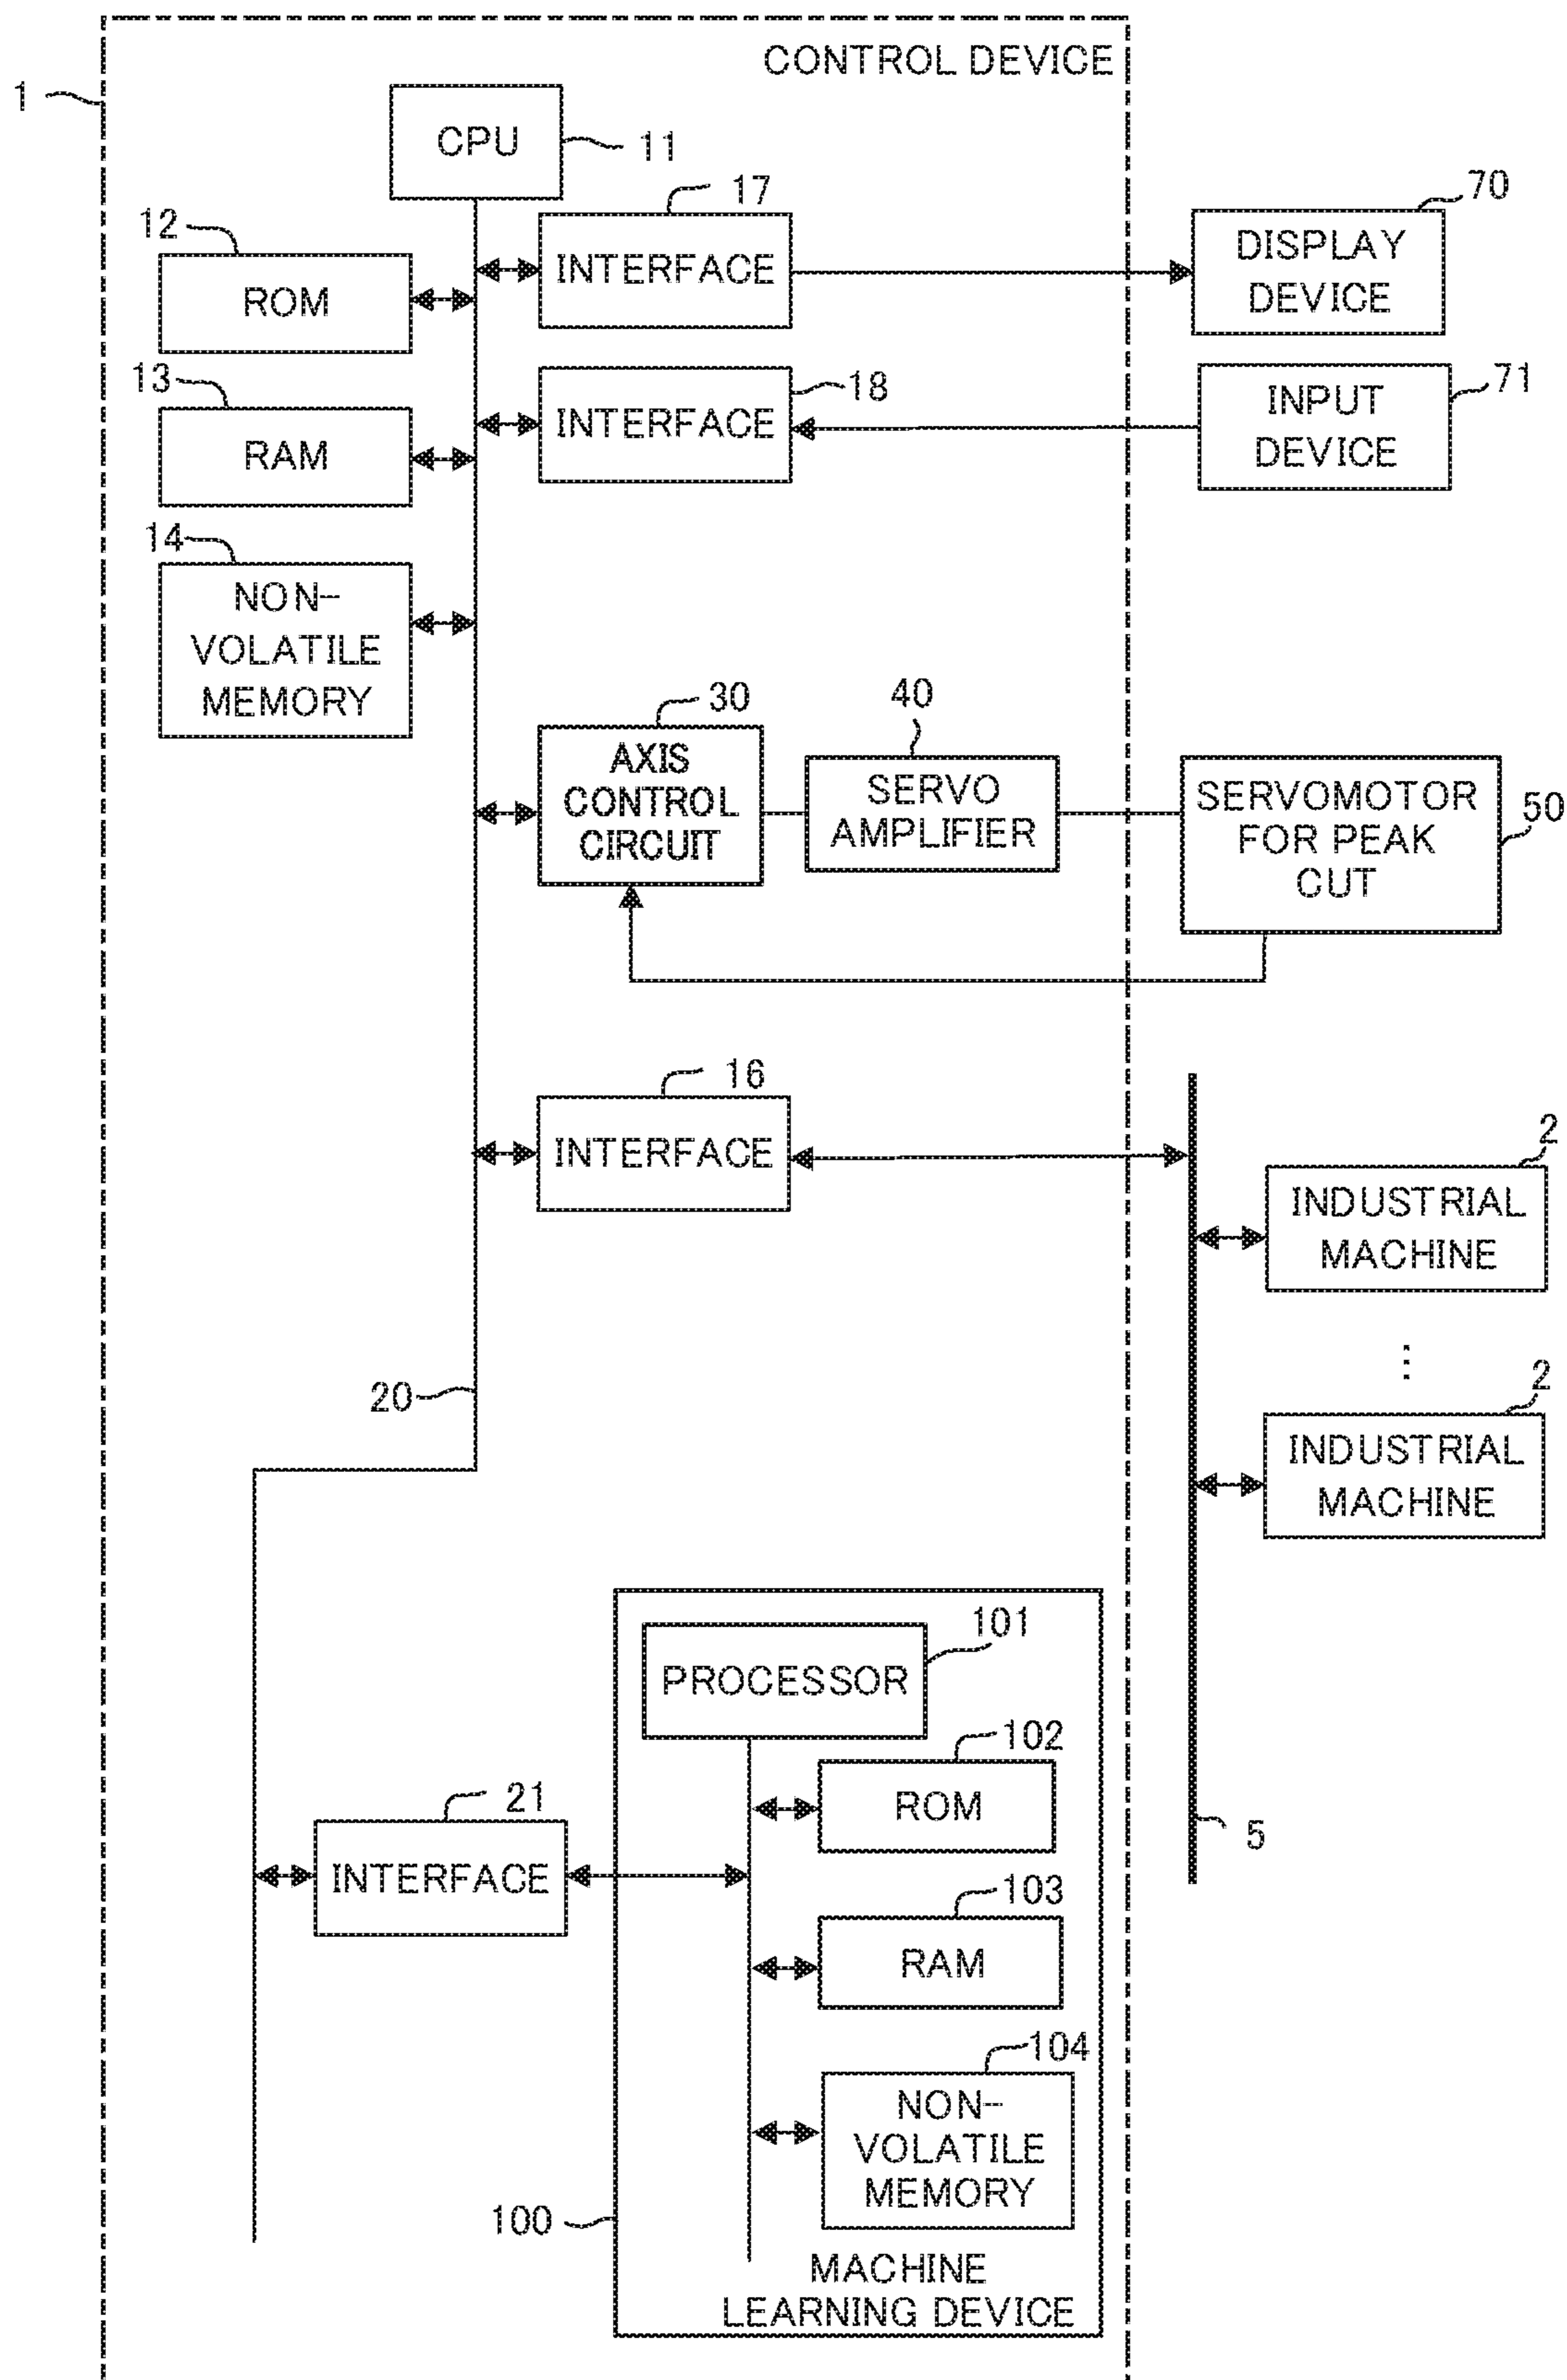 CONTROL DEVICE
1
CPU
11
17
70
12
INTERFACE
DISPLAY
DEVICE
ROM
13
18
71
INTERFACE
INPUT
DEVICE
RAM
14
NON-
VOLATILE
MEMORY
30
40
AXIS
CONTROL
CIRCUIT
SERVO
AMPLIFIER
SERVOMOTOR
FOR PEAK
CUT
50
16
INTERFACE
2
INDUSTRIAL
MACHINE
⋮
2
INDUSTRIAL
MACHINE
20
101
PROCESSOR
102
ROM
21
INTERFACE
5
103
RAM
104
NON-
VOLATILE
MEMORY
100
MACHINE
LEARNING DEVICE